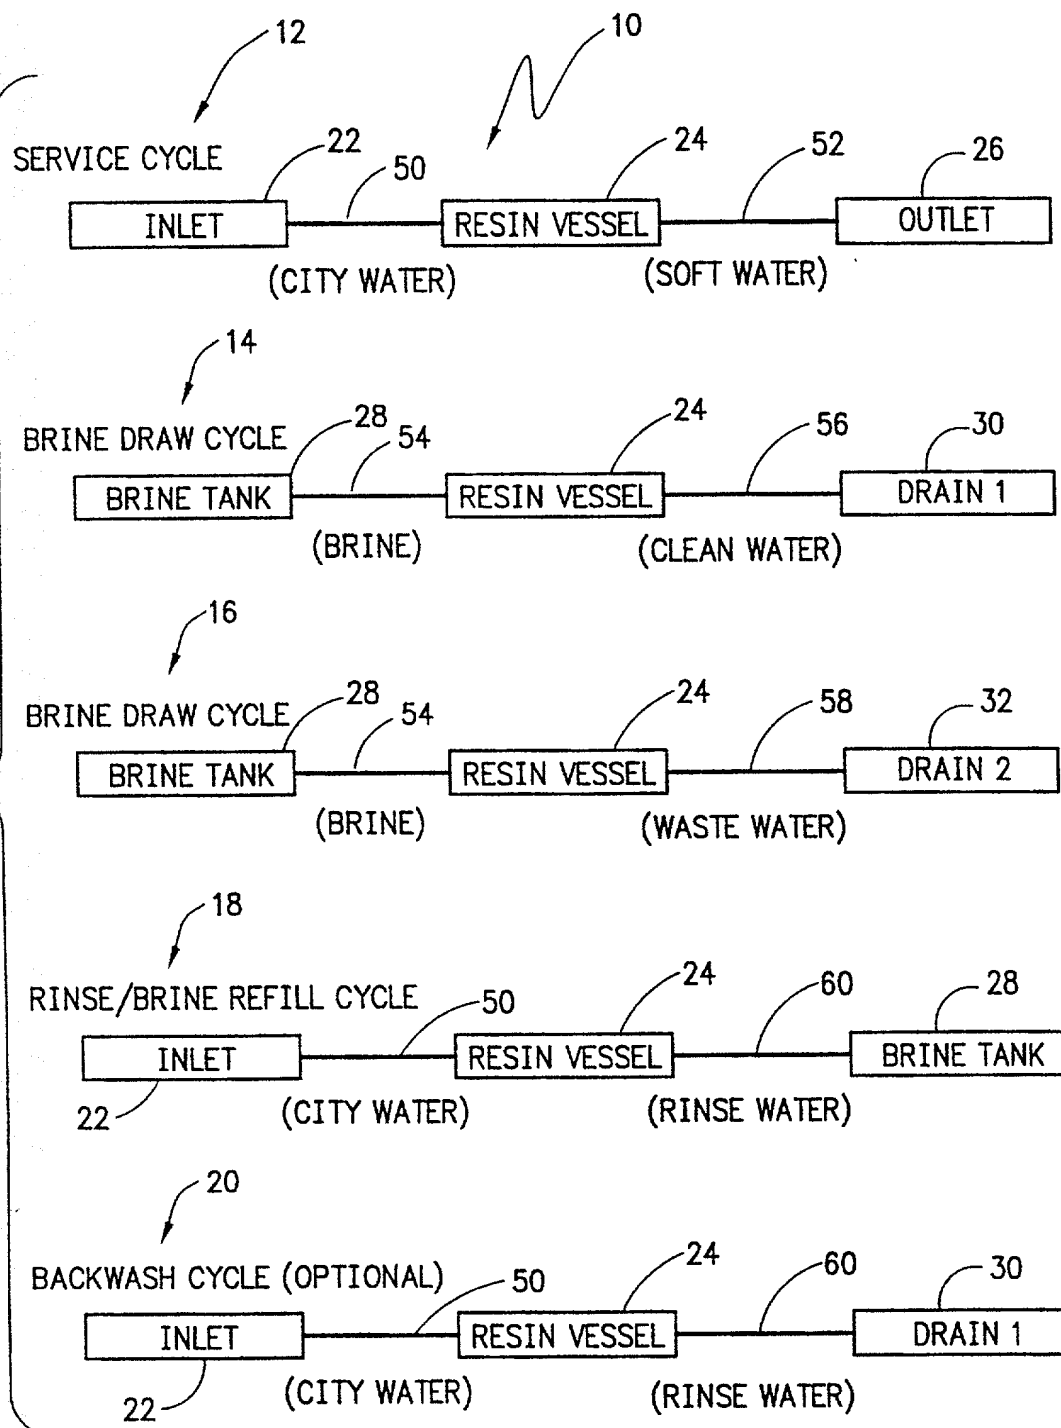 12
10
SERVICE CYCLE
22
50
24
52
26
INLET
RESIN VESSEL
OUTLET
(CITY WATER)
(SOFT WATER)
14
BRINE DRAW CYCLE
28
54
24
56
30
BRINE TANK
RESIN VESSEL
DRAIN 1
(BRINE)
(CLEAN WATER)
16
BRINE DRAW CYCLE
28
54
24
58
32
BRINE TANK
RESIN VESSEL
DRAIN 2
(BRINE)
(WASTE WATER)
18
RINSE/BRINE REFILL CYCLE
50
24
60
28
INLET
RESIN VESSEL
BRINE TANK
22
(CITY WATER)
(RINSE WATER)
20
BACKWASH CYCLE (OPTIONAL)
50
24
60
30
INLET
RESIN VESSEL
DRAIN 1
22
(CITY WATER)
(RINSE WATER)